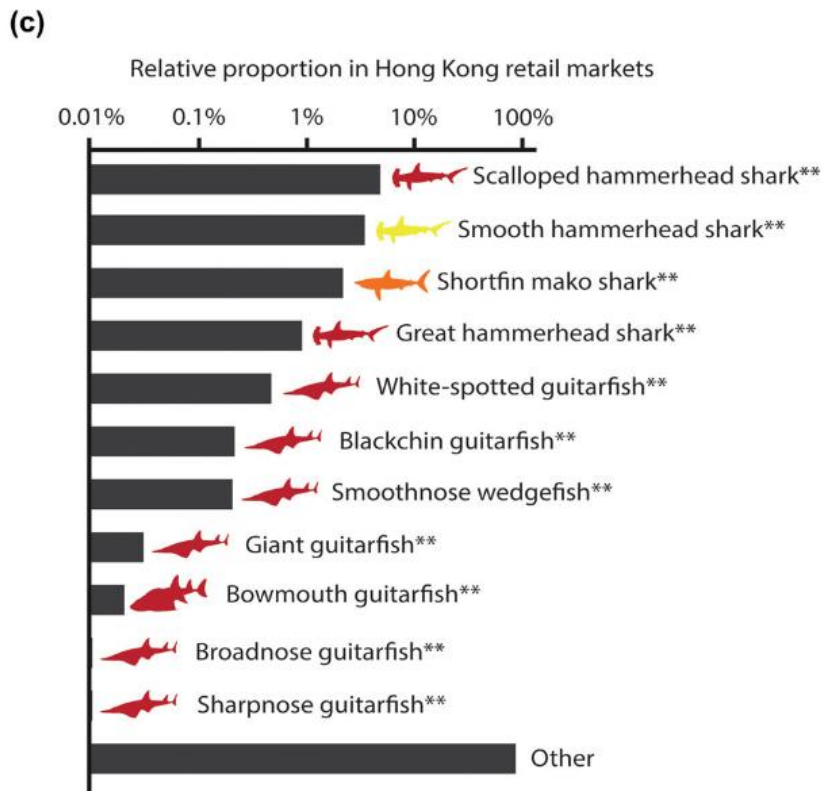 (c)
Relative proportion in Hong Kong retail markets
0.01% 0.1% 1% 10% 100%
Scalloped hammerhead shark**
Smooth hammerhead shark**
Shortfin mako shark**
Great hammerhead shark**
White-spotted guitarfish**
Blackchin guitarfish**
Smoothnose wedgefish**
Giant guitarfish**
Bowmouth guitarfish**
Broadnose guitarfish**
Sharpnose guitarfish**
Other